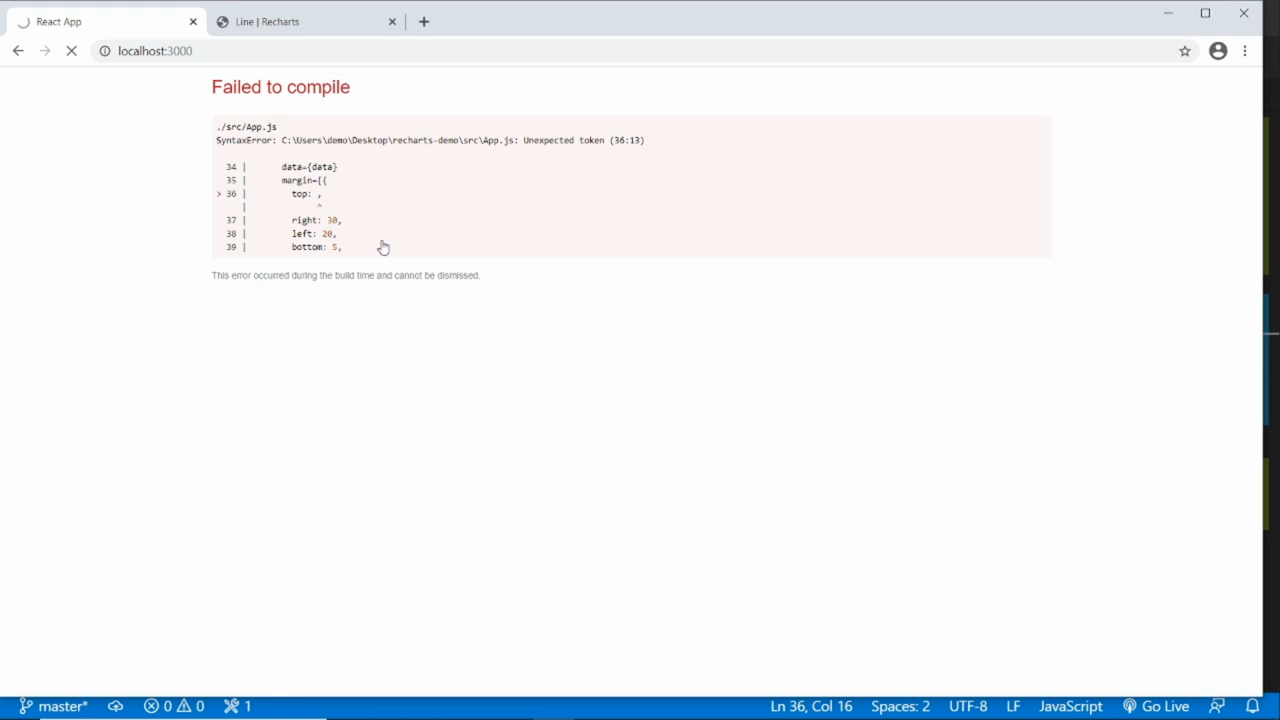 React App
Line | Recharts
localhost:3000
Failed to compile
./src/App.js
SyntaxError: C:\Users\demo\Desktop\recharts-demo\src\App.js: Unexpected token (36:13)
34 | data={data}
35 | margin={{
> 36 | top: ,
| ^
37 | right: 30,
38 | left: 20,
39 | bottom: 5,
This error occurred during the build time and cannot be dismissed.
master* 0 0 1 Ln 36, Col 16 Spaces: 2 UTF-8 LF JavaScript Go Live